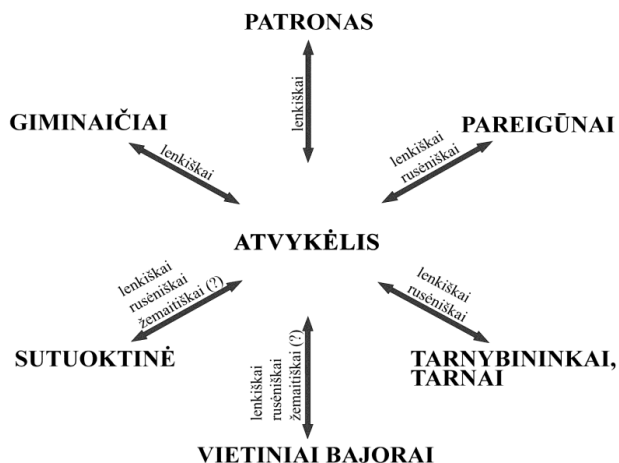 PATRONAS
lenkiškai
GIMINAIČIAI
lenkiškai
PAREIGŪNAI
lenkiškai
rusėniškai
ATVYKĖLIS
lenkiškai
rusėniškai
žemaitiškai (?)
SUTUOKTINĖ
lenkiškai
rusėniškai
TARNYBININKAI,
TARNAI
lenkiškai
rusėniškai
žemaitiškai (?)
VIETINIAI BAJORAI